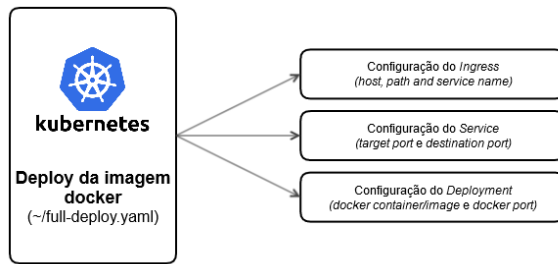 kubernetes
Deploy da imagem
docker
(~/full-deploy.yaml)
Configuração do Ingress
(host, path and service name)
Configuração do Service
(target port e destination port)
Configuração do Deployment
(docker container/image e docker port)